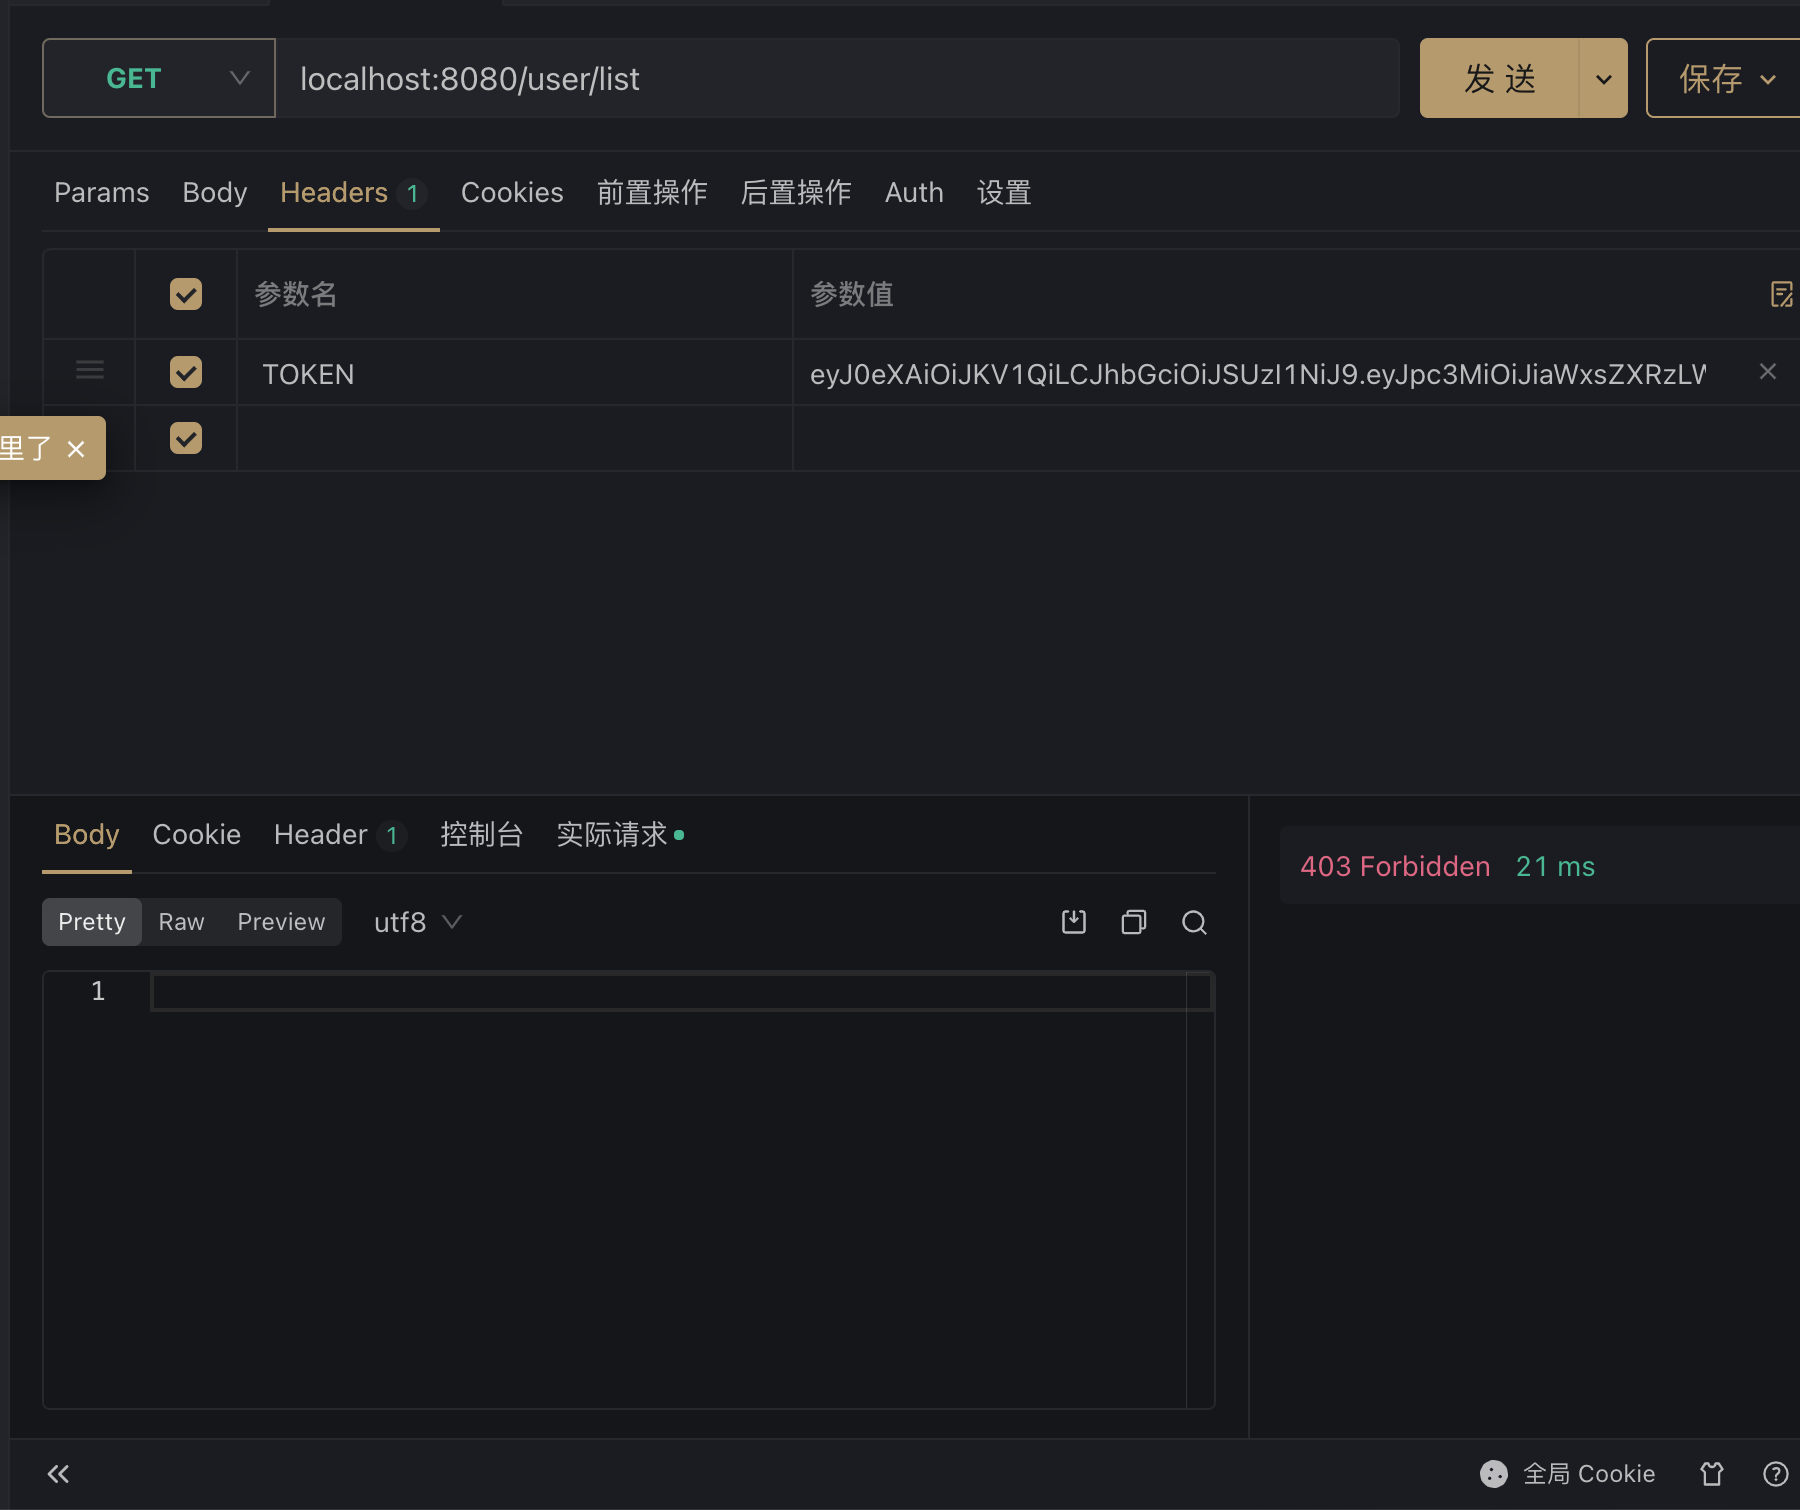 GET localhost:8080/user/list 发 送 保存
Params Body Headers 1 Cookies 前置操作 后置操作 Auth 设置
参数名 参数值
TOKEN eyJ0eXAiOiJKV1QiLCJhbGciOiJSUzI1NiJ9.eyJpc3MiOiJiaWxsZXRzLW
里了
Body Cookie Header 1 控制台 实际请求
403 Forbidden 21 ms
Pretty Raw Preview utf8
1
全局 Cookie